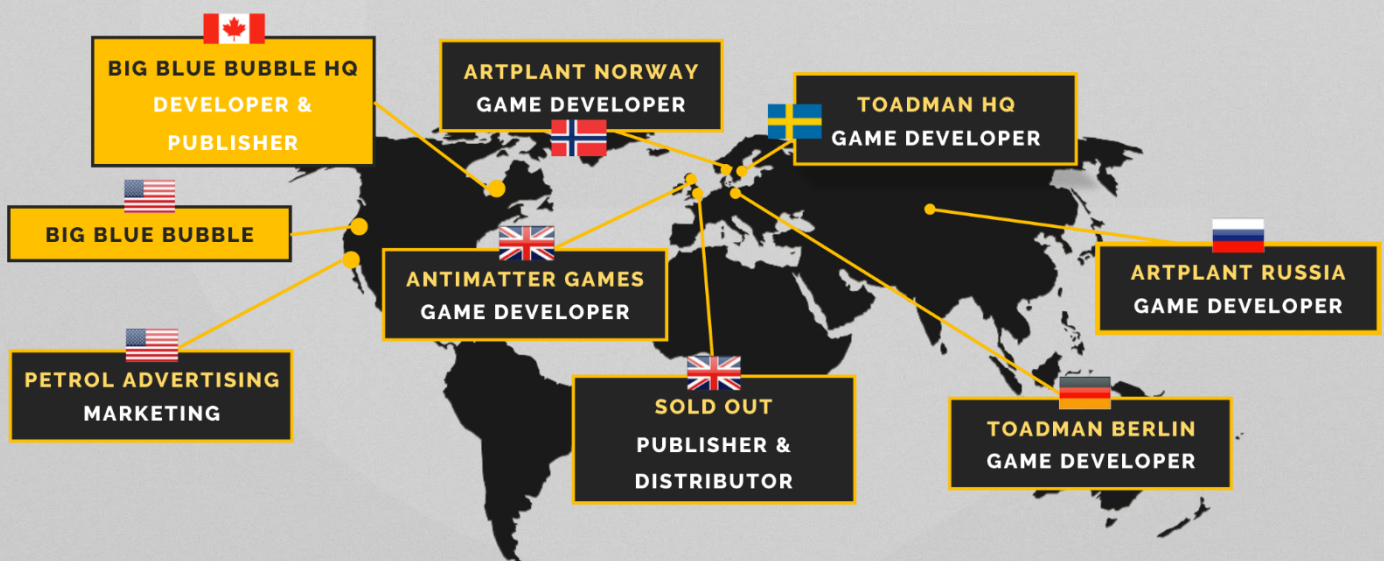 BIG BLUE BUBBLE HQ
DEVELOPER &
PUBLISHER
ARTPLANT NORWAY
GAME DEVELOPER
TOADMAN HQ
GAME DEVELOPER
BIG BLUE BUBBLE
ANTIMATTER GAMES
GAME DEVELOPER
ARTPLANT RUSSIA
GAME DEVELOPER
PETROL ADVERTISING
MARKETING
SOLD OUT
PUBLISHER &
DISTRIBUTOR
TOADMAN BERLIN
GAME DEVELOPER